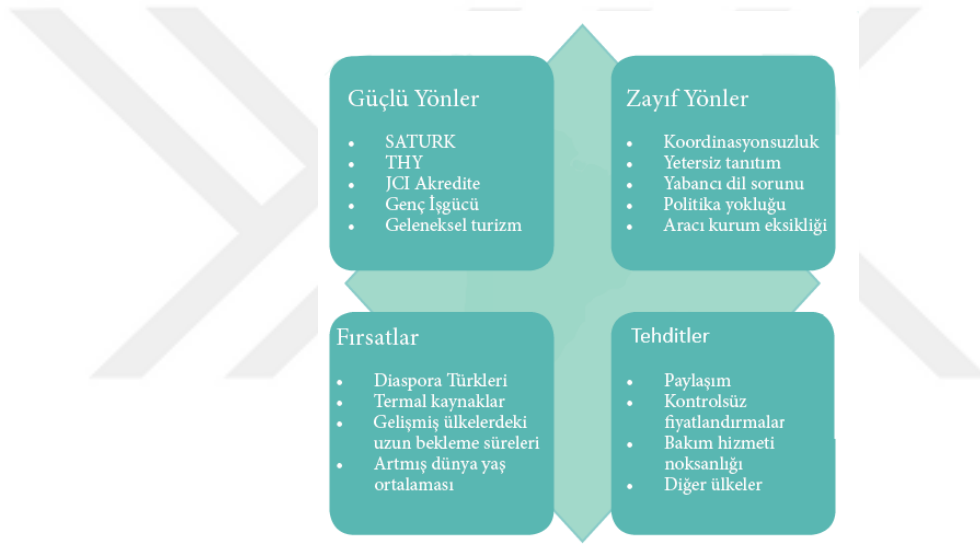 Güçlü Yönler
• SATURK
• THY
• JCI Akredite
• Genç İşgücü
• Geleneksel turizm
Zayıf Yönler
• Koordinasyonsuzluk
• Yetersiz tanıtım
• Yabancı dil sorunu
• Politika yokluğu
• Aracı kurum eksikliği
Fırsatlar
• Diaspora Türkleri
• Termal kaynaklar
• Gelişmiş ülkelerdeki
uzun bekleme süreleri
• Artmış dünya yaş
ortalaması
Tehditler
• Paylaşım
• Kontrolsüz
fiyatlandırmalar
• Bakım hizmeti
noksanlığı
• Diğer ülkeler